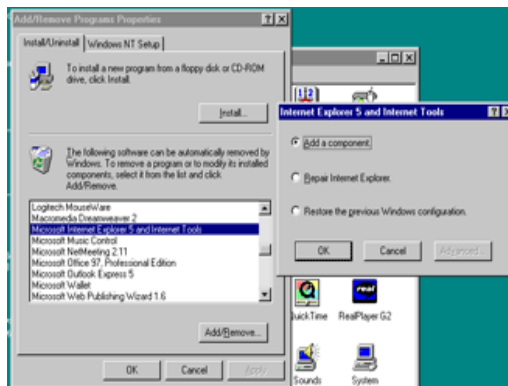 Add/Remove Programs Properties
Install/Uninstall
Windows NT Setup
To install a new program from a floppy disk or CD-ROM
drive, click Install.
Install...
The following software can be automatically removed by
Windows. To remove a program or to modify its installed
components, select it from the list and click
Add/Remove.
Logitech MouseWare
Macromedia Dreamweaver 2
Microsoft Internet Explorer 5 and Internet Tools
Microsoft Music Control
Microsoft NetMeeting 2.11
Microsoft Office 97, Professional Edition
Microsoft Outlook Express 5
Microsoft Wallet
Microsoft Web Publishing Wizard 1.6
Add/Remove...
OK
Cancel
Apply
Internet Explorer 5 and Internet Tools
Add a component.
Repair Internet Explorer.
Restore the previous Windows configuration.
OK
Cancel
Advanced...
real
QuickTime
RealPlayer G2
Sounds
System